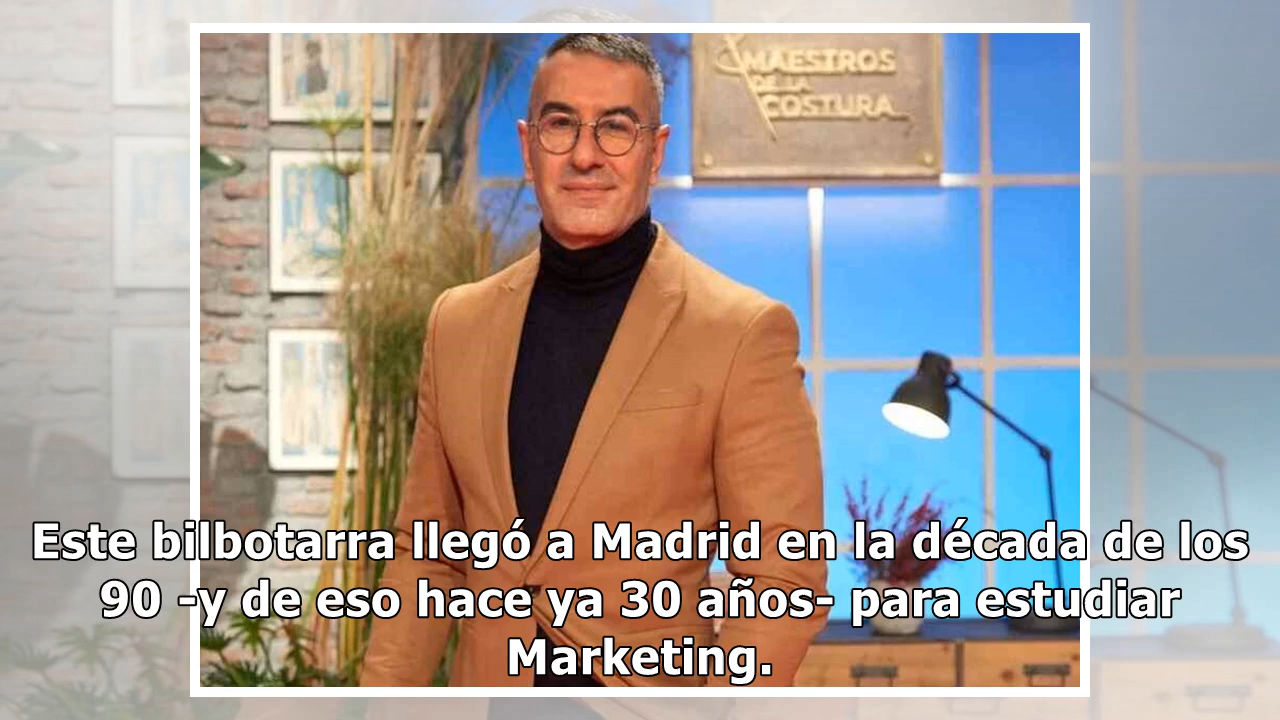 MAESTROS
DE LA
COSTURA
Este bilbotarra llegó a Madrid en la década de los
90 -y de eso hace ya 30 años- para estudiar
Marketing.